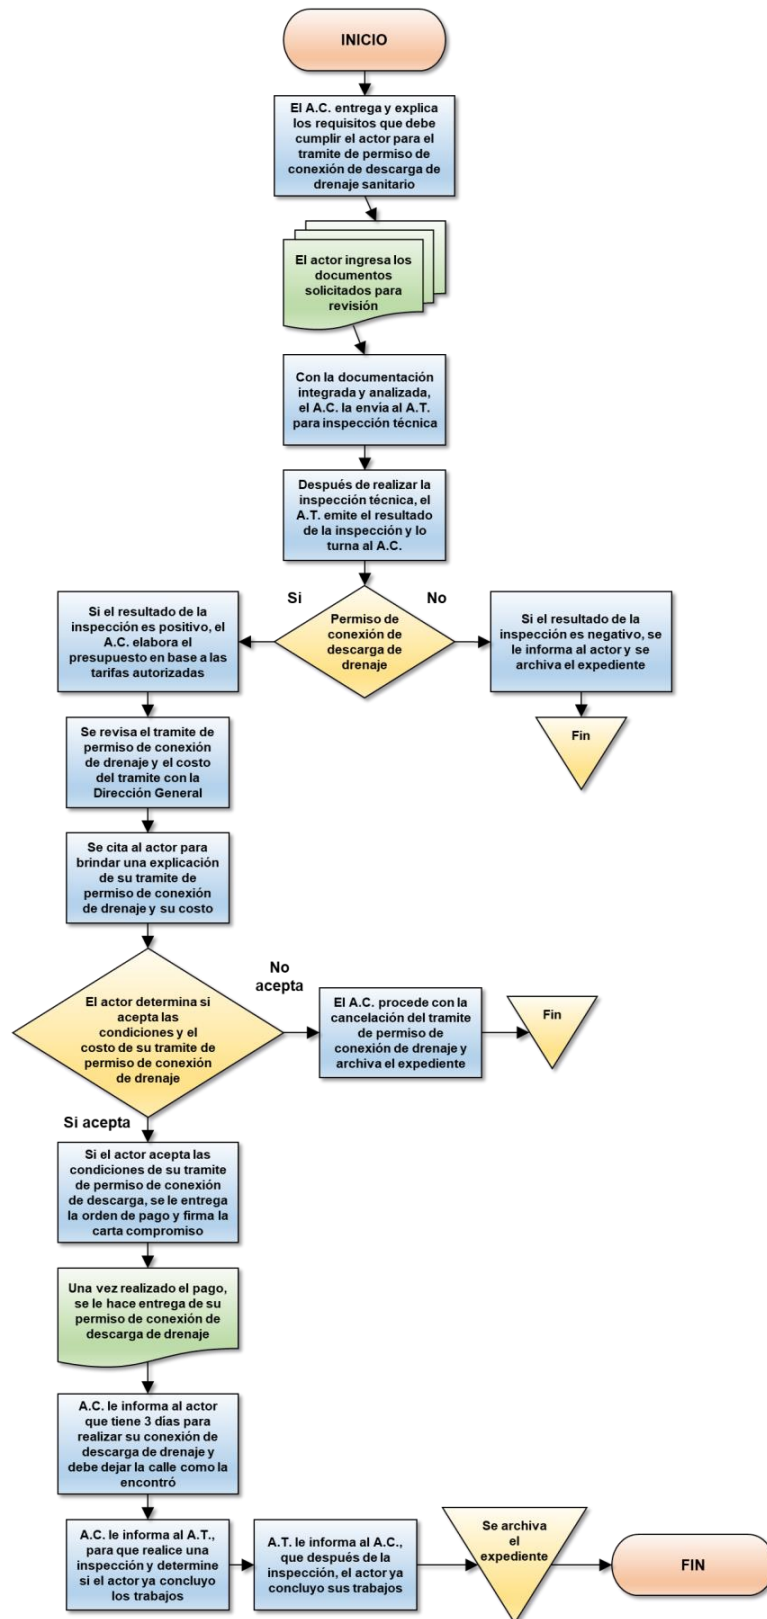 INICIO
El A.C. entrega y explica
los requisitos que debe
cumplir el actor para el
tramite de permiso de
conexión de descarga de
drenaje sanitario
El actor ingresa los
documentos
solicitados para
revisión
Con la documentación
integrada y analizada,
el A.C. la envía al A.T.
para inspección técnica
Después de realizar la
inspección técnica, el
A.T. emite el resultado
de la inspección y lo
turna al A.C.
Si
No
Permiso de
conexión de
descarga de
drenaje
Si el resultado de la
inspección es positivo, el
A.C. elabora el
presupuesto en base a las
tarifas autorizadas
Si el resultado de la
inspección es negativo, se
le informa al actor y se
archiva el expediente
Fin
Se revisa el tramite de
permiso de conexión
de drenaje y el costo
del tramite con la
Dirección General
Se cita al actor para
brindar una explicación
de su tramite de
permiso de conexión
de drenaje y su costo
El actor determina si
acepta las
condiciones y el
costo de su tramite de
permiso de conexión
de drenaje
No
acepta
El A.C. procede con la
cancelación del tramite
de permiso de
conexión de drenaje y
archiva el expediente
Fin
Si acepta
Si el actor acepta las
condiciones de su tramite
de permiso de conexión
de descarga, se le entrega
la orden de pago y firma la
carta compromiso
Una vez realizado el pago,
se le hace entrega de su
permiso de conexión de
descarga de drenaje
A.C. le informa al actor
que tiene 3 días para
realizar su conexión de
descarga de drenaje y
debe dejar la calle como la
encontró
A.C. le informa al A.T.,
para que realice una
inspección y determine
si el actor ya concluyo
los trabajos
A.T. le informa al A.C.,
que después de la
inspección, el actor ya
concluyo sus trabajos
Se archiva
el
expediente
FIN